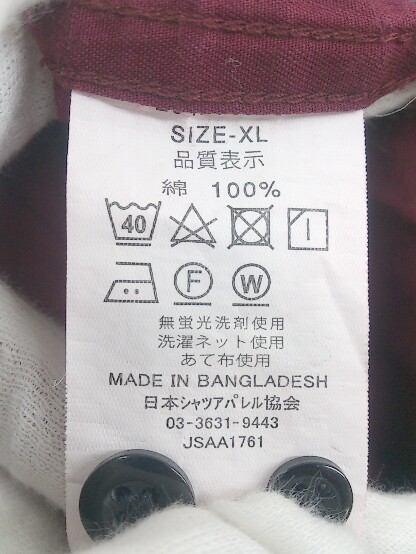 SIZE-XL
品質表示
綿 100%
40
F W
無蛍光洗剤使用
洗濯ネット使用
あて布使用
MADE IN BANGLADESH
日本シャツアパレル協会
03-3631-9443
JSAA1761